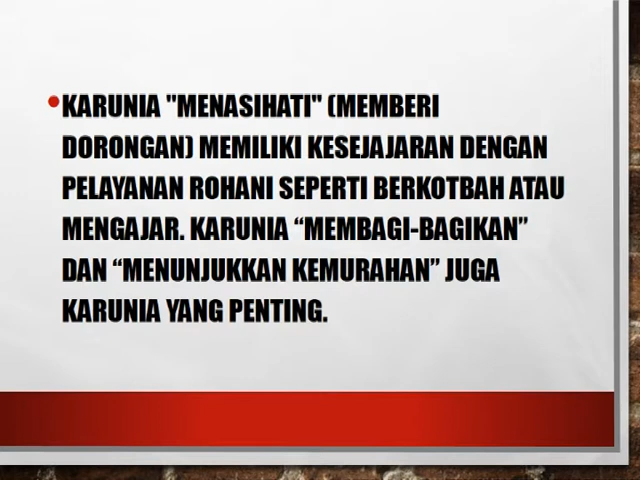 • KARUNIA "MENASIHATI" (MEMBERI
DORONGAN) MEMILIKI KESEJAJARAN DENGAN
PELAYANAN ROHANI SEPERTI BERKOTBAH ATAU
MENGAJAR. KARUNIA “MEMBAGI-BAGIKAN”
DAN “MENUNJUKKAN KEMURAHAN” JUGA
KARUNIA YANG PENTING.